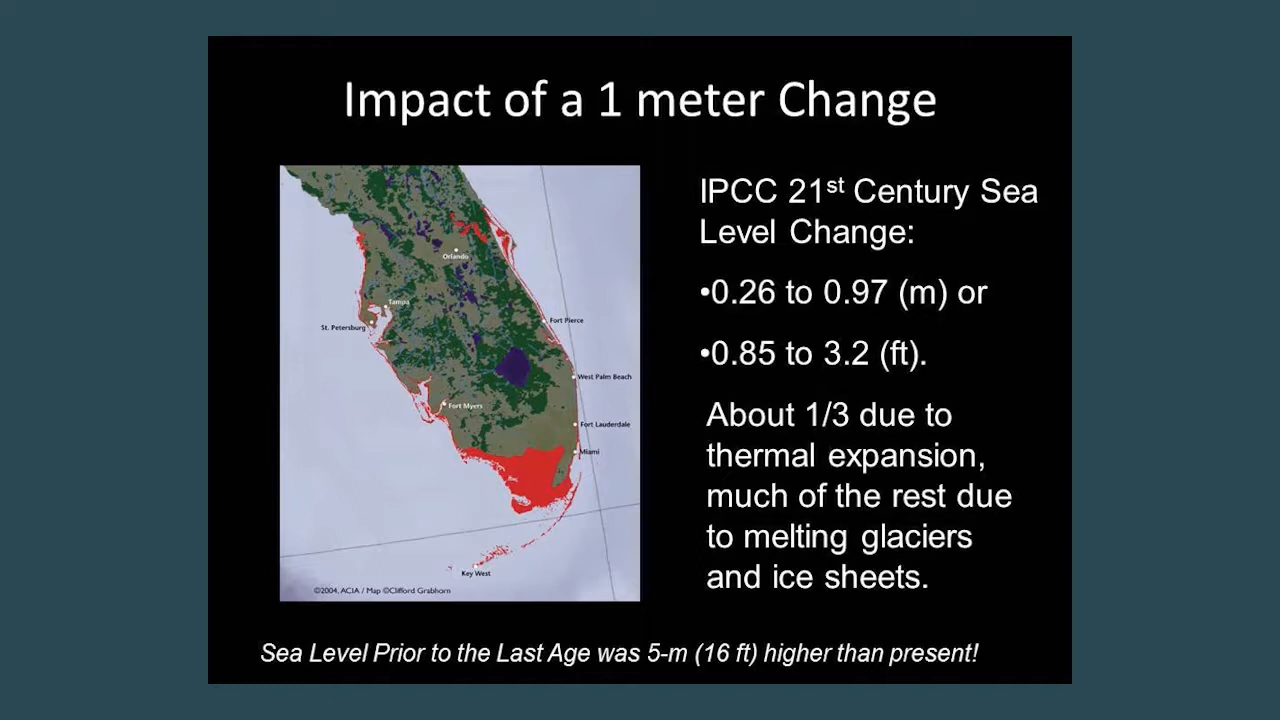 Impact of a 1 meter Change
Orlando
Tampa
St. Petersburg
Fort Pierce
West Palm Beach
Fort Myers
Fort Lauderdale
Miami
Key West
©2004, ACIA / Map ©Clifford Grabhorn
IPCC 21st Century Sea
Level Change:
•0.26 to 0.97 (m) or
•0.85 to 3.2 (ft).
About 1/3 due to
thermal expansion,
much of the rest due
to melting glaciers
and ice sheets.
Sea Level Prior to the Last Age was 5-m (16 ft) higher than present!